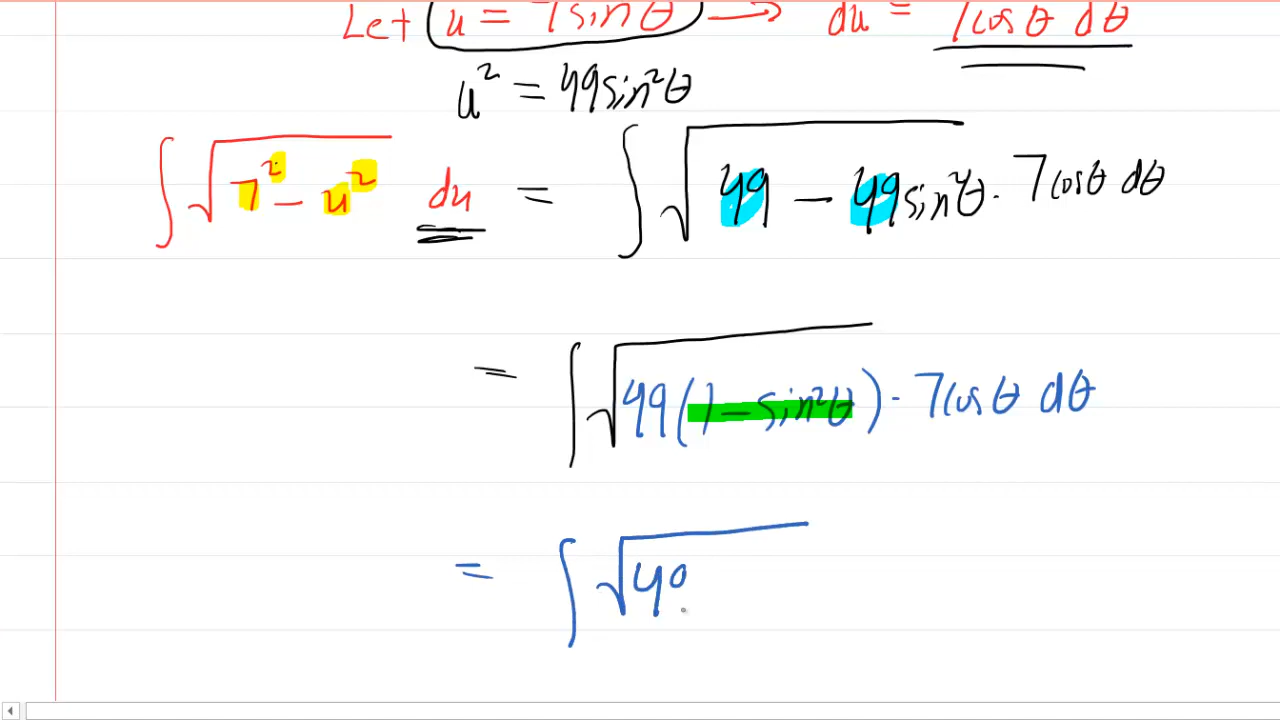 Let u = 7sinθ → du = 7cosθ dθ
u² = 49sin²θ
∫√(7² - u²) du = ∫√(49 - 49sin²θ) · 7cosθ dθ
= ∫√(49(1 - sin²θ)) · 7cosθ dθ
= ∫√49